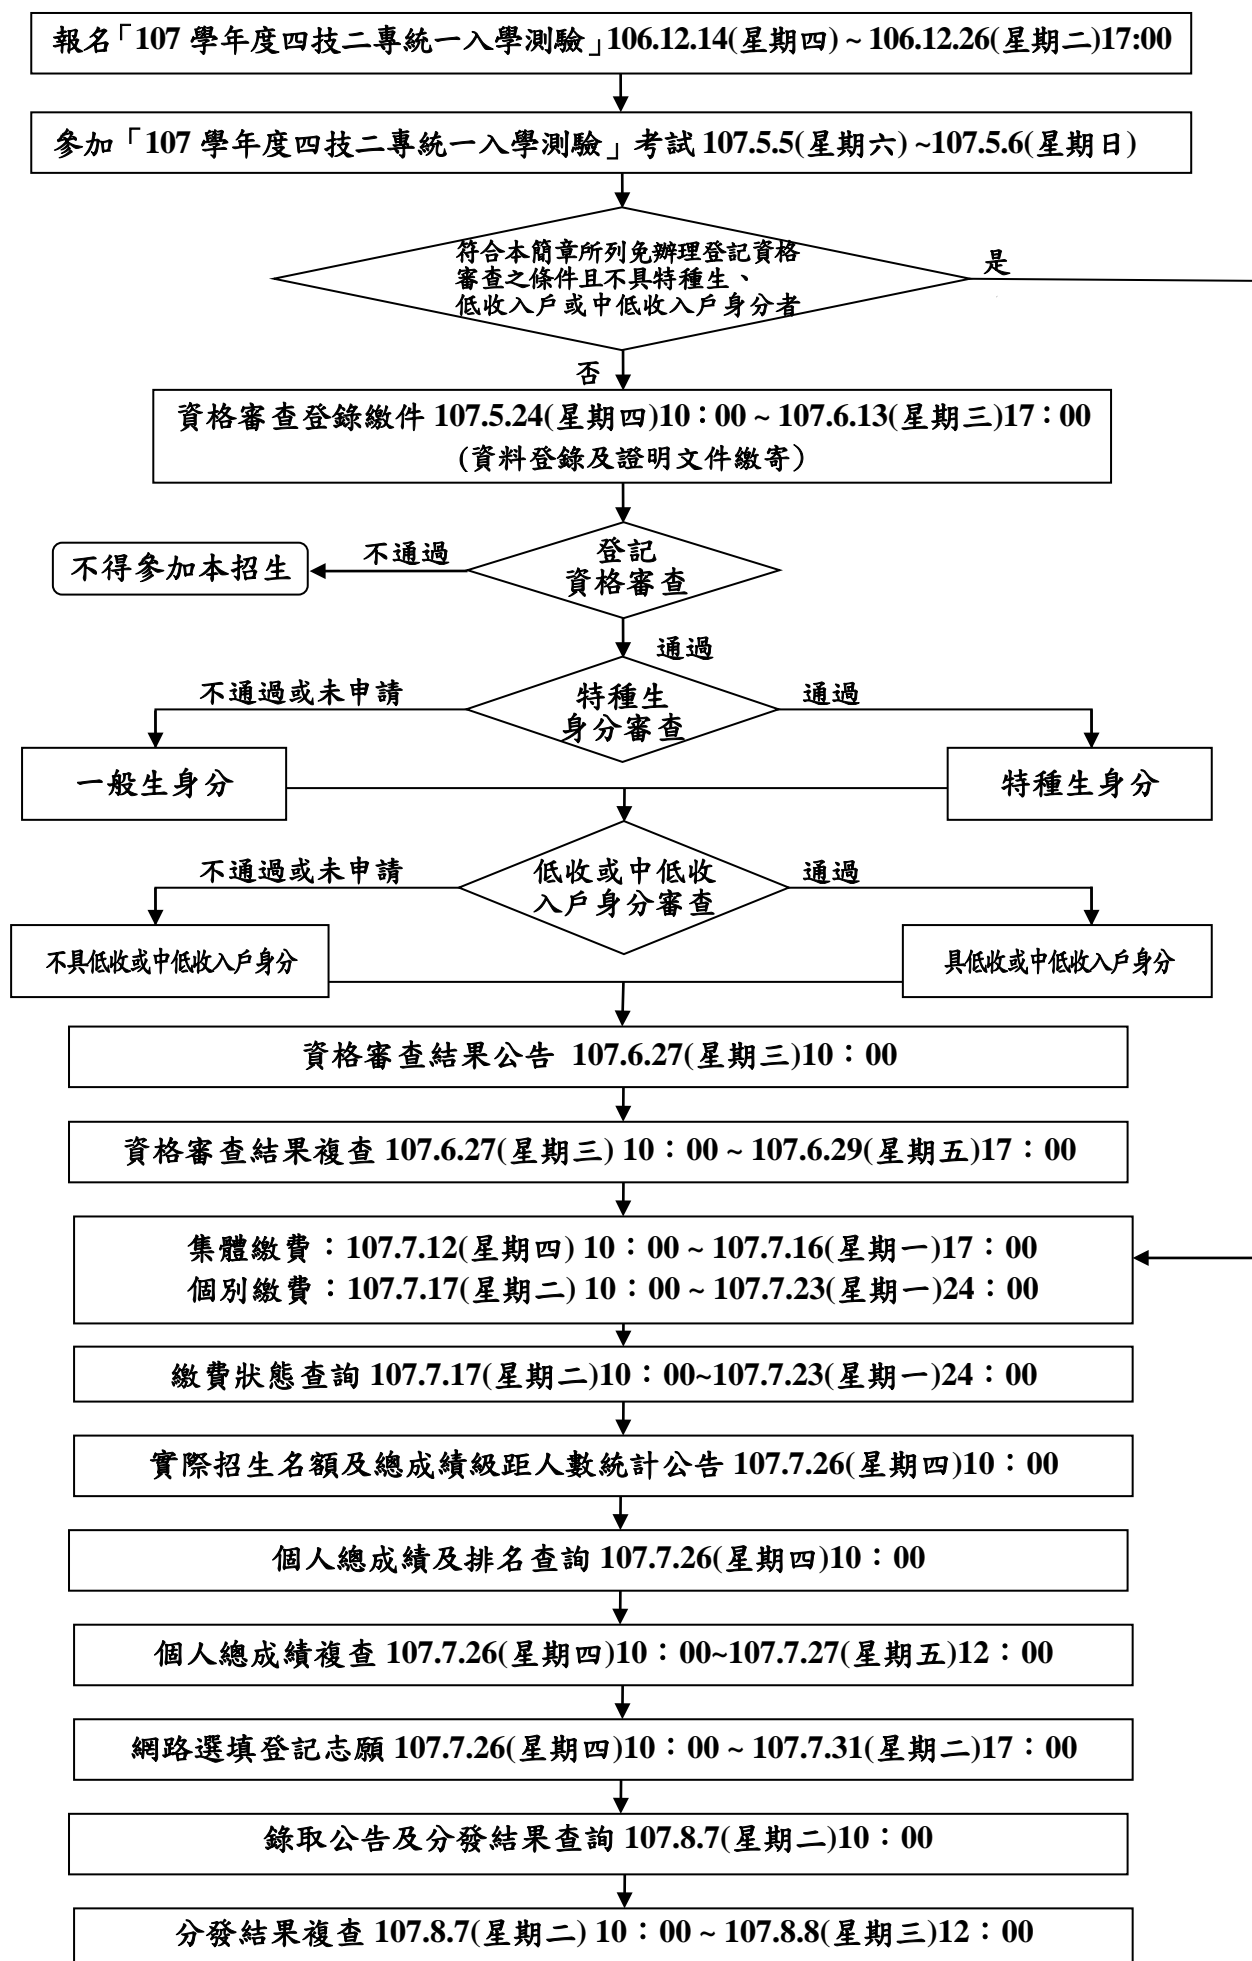 報名「107 學年度四技二專統一入學測驗」106.12.14(星期四) ~ 106.12.26(星期二)17:00
參加「107 學年度四技二專統一入學測驗」考試 107.5.5(星期六) ~107.5.6(星期日)
符合本簡章所列免辦理登記資格
審查之條件且不具特種生、
低收入戶或中低收入戶身分者
是
否
資格審查登錄繳件 107.5.24(星期四)10：00 ~ 107.6.13(星期三)17：00
(資料登錄及證明文件繳寄)
登記
資格審查
不通過
不得參加本招生
通過
特種生
身分審查
不通過或未申請
通過
一般生身分
特種生身分
低收或中低收
入戶身分審查
不通過或未申請
通過
不具低收或中低收入戶身分
具低收或中低收入戶身分
資格審查結果公告 107.6.27(星期三)10：00
資格審查結果複查 107.6.27(星期三) 10：00 ~ 107.6.29(星期五)17：00
集體繳費：107.7.12(星期四) 10：00 ~ 107.7.16(星期一)17：00
個別繳費：107.7.17(星期二) 10：00 ~ 107.7.23(星期一)24：00
繳費狀態查詢 107.7.17(星期二)10：00~107.7.23(星期一)24：00
實際招生名額及總成績級距人數統計公告 107.7.26(星期四)10：00
個人總成績及排名查詢 107.7.26(星期四)10：00
個人總成績複查 107.7.26(星期四)10：00~107.7.27(星期五)12：00
網路選填登記志願 107.7.26(星期四)10：00 ~ 107.7.31(星期二)17：00
錄取公告及分發結果查詢 107.8.7(星期二)10：00
分發結果複查 107.8.7(星期二) 10：00 ~ 107.8.8(星期三)12：00